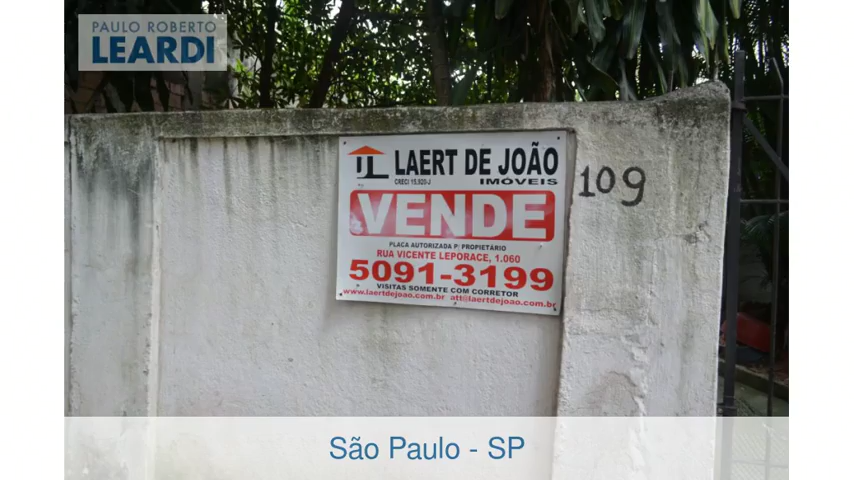 PAULO ROBERTO
LEARDI
LAERT DE JOÃO
CRECI 15.920-J
IMÓVEIS
VENDE
PLACA AUTORIZADA P/ PROPIETÁRIO
RUA VICENTE LEPORACE, 1.060
5091-3199
VISITAS SOMENTE COM CORRETOR
www.laertdejoao.com.br att@laertdejoao.com.br
109
São Paulo - SP